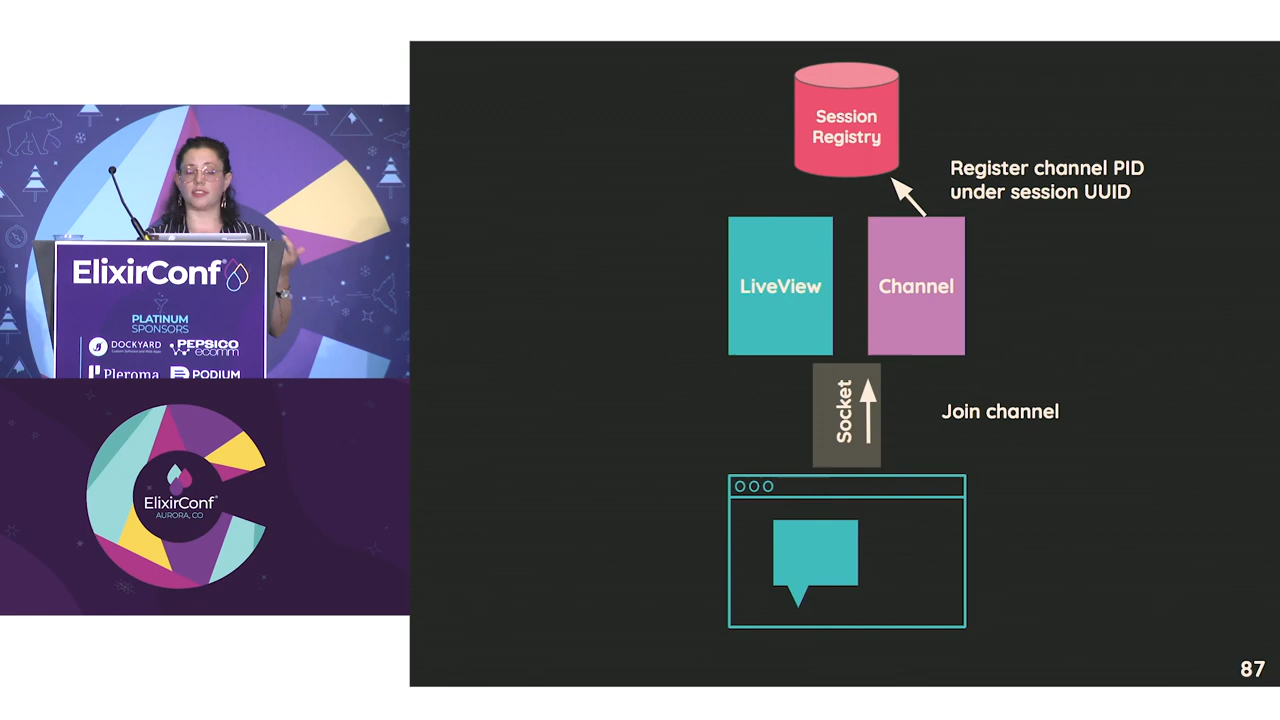 ElixirConf
PLATINUM
SPONSORS
DOCKYARD
PEPSICO
ecomm
Pleroma
PODIUM
ElixirConf
AURORA, CO
Session
Registry
Register channel PID
under session UUID
LiveView
Channel
Socket
Join channel
87